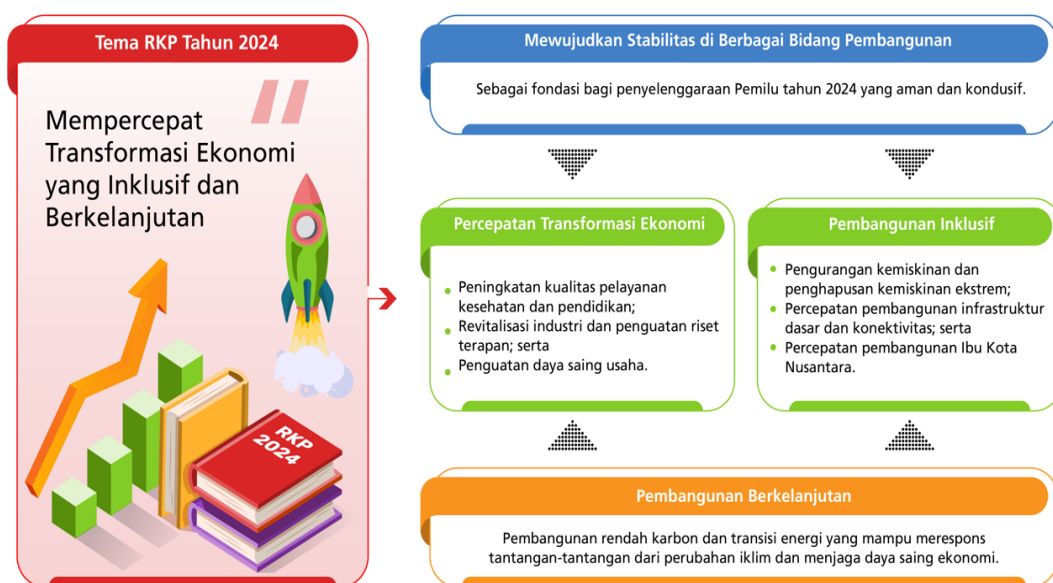 Tema RKP Tahun 2024
Mempercepat
Transformasi Ekonomi
yang Inklusif dan
Berkelanjutan
RKP
2024
Mewujudkan Stabilitas di Berbagai Bidang Pembangunan
Sebagai fondasi bagi penyelenggaraan Pemilu tahun 2024 yang aman dan kondusif.
Percepatan Transformasi Ekonomi
• Peningkatan kualitas pelayanan
kesehatan dan pendidikan;
• Revitalisasi industri dan penguatan riset
terapan; serta
• Penguatan daya saing usaha.
Pembangunan Inklusif
• Pengurangan kemiskinan dan
penghapusan kemiskinan ekstrem;
• Percepatan pembangunan infrastruktur
dasar dan konektivitas; serta
• Percepatan pembangunan Ibu Kota
Nusantara.
Pembangunan Berkelanjutan
Pembangunan rendah karbon dan transisi energi yang mampu merespons
tantangan-tantangan dari perubahan iklim dan menjaga daya saing ekonomi.